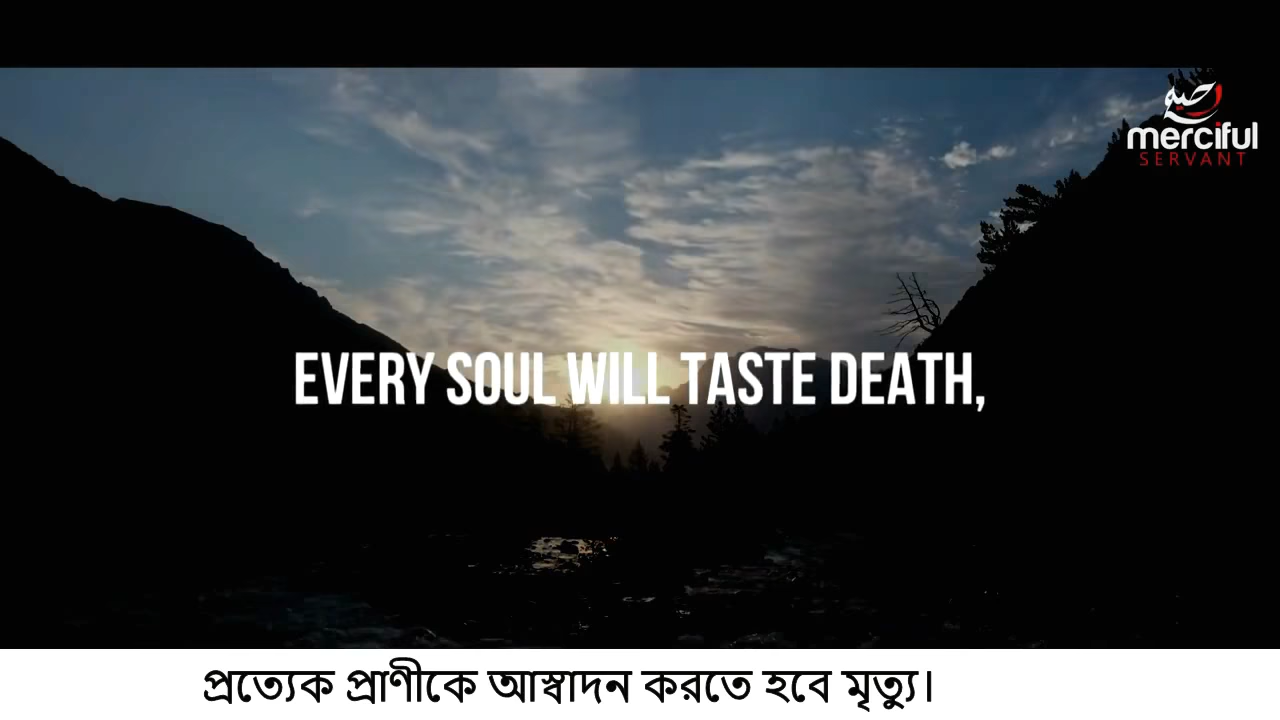 merciful
SERVANT
EVERY SOUL WILL TASTE DEATH,
প্রত্যেক প্রাণীকে আস্বাদন করতে হবে মৃত্যু।